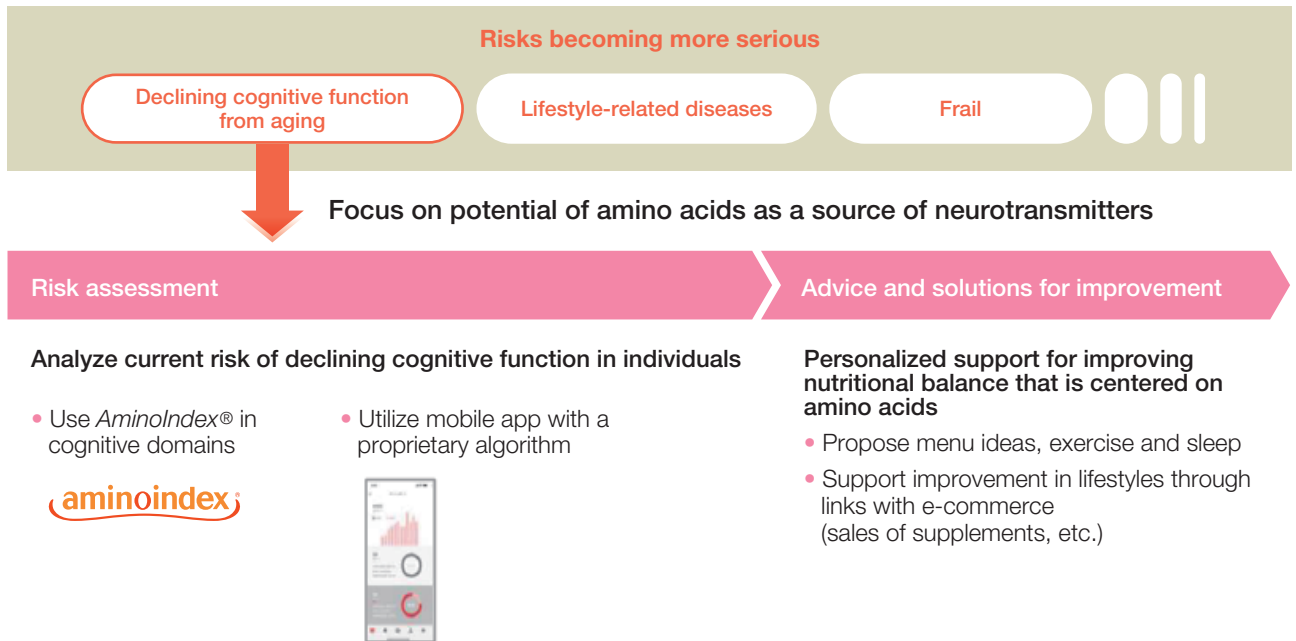 Risks becoming more serious
Declining cognitive function
from aging
Lifestyle-related diseases
Frail
Focus on potential of amino acids as a source of neurotransmitters
Risk assessment
Advice and solutions for improvement
Analyze current risk of declining cognitive function in individuals
• Use AminoIndex® in
cognitive domains
aminoindex®
• Utilize mobile app with a
proprietary algorithm
Personalized support for improving
nutritional balance that is centered on
amino acids
• Propose menu ideas, exercise and sleep
• Support improvement in lifestyles through
links with e-commerce
(sales of supplements, etc.)